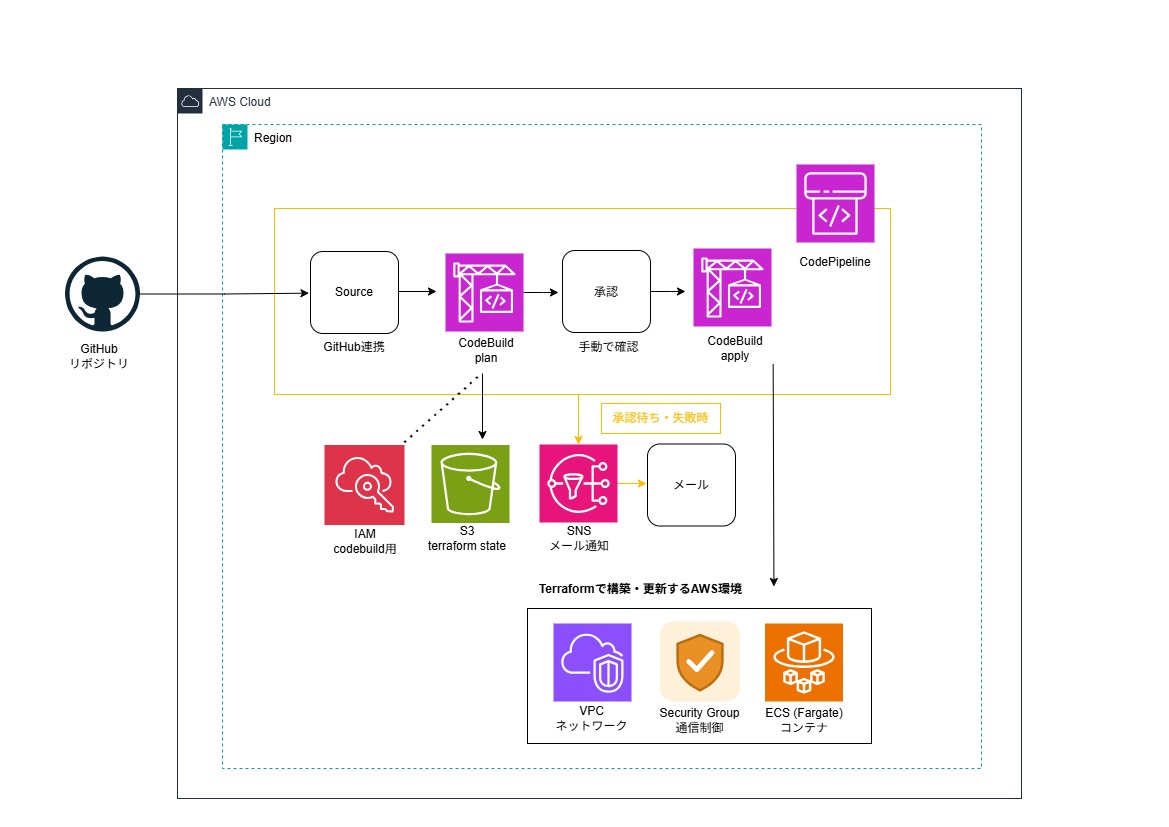 AWS Cloud
Region
CodePipeline
Source
承認
GitHub連携
CodeBuild
plan
手動で確認
CodeBuild
apply
GitHub
リポジトリ
承認待ち・失敗時
メール
IAM
codebuild用
S3
terraform state
SNS
メール通知
Terraformで構築・更新するAWS環境
VPC
ネットワーク
Security Group
通信制御
ECS (Fargate)
コンテナ